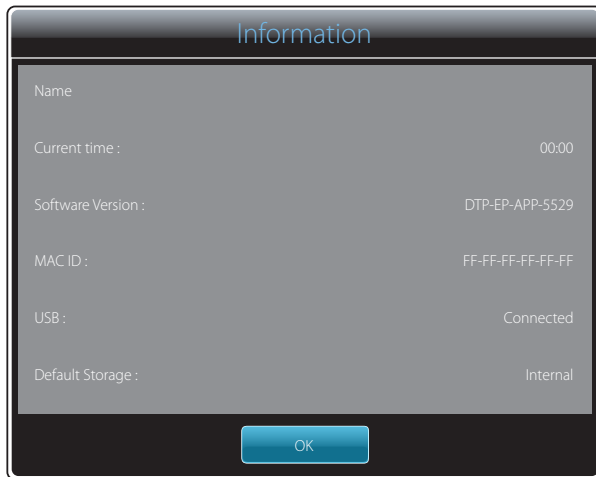 Information
Name
Current time : 00:00
Software Version : DTP-EP-APP-5529
MAC ID : FF-FF-FF-FF-FF-FF
USB : Connected
Default Storage : Internal
OK